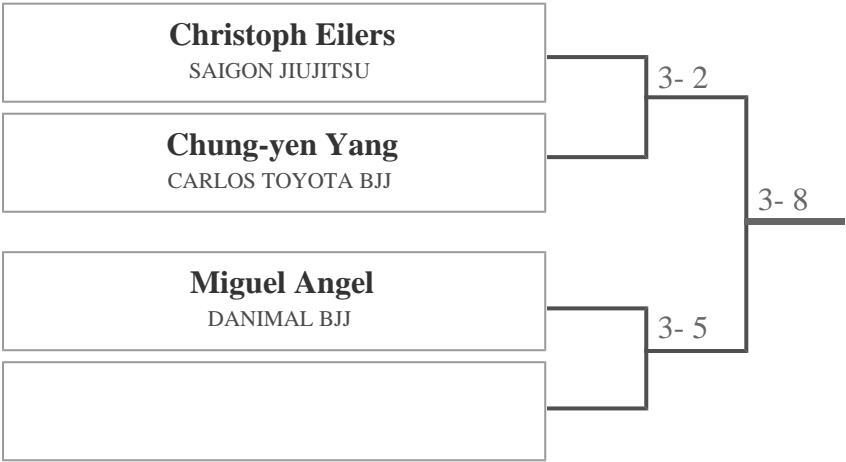 Christoph Eilers
SAIGON JIUJITSU
3- 2
Chung-yen Yang
CARLOS TOYOTA BJJ
3- 8
Miguel Angel
DANIMAL BJJ
3- 5